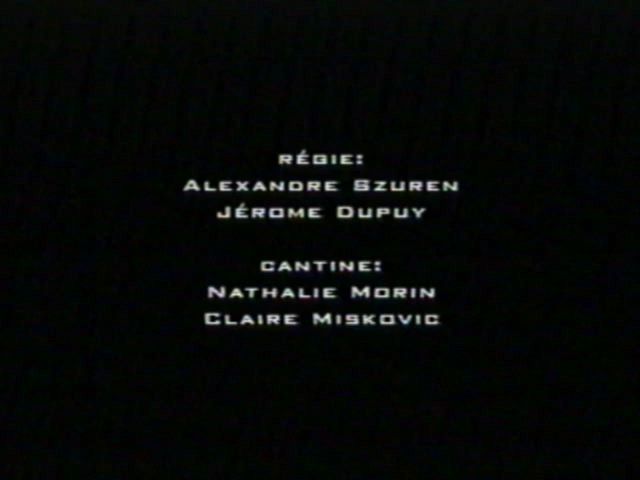 RÉGIE:
ALEXANDRE SZUREN
JÉROME DUPUY
CANTINE:
NATHALIE MORIN
CLAIRE MISKOVIC